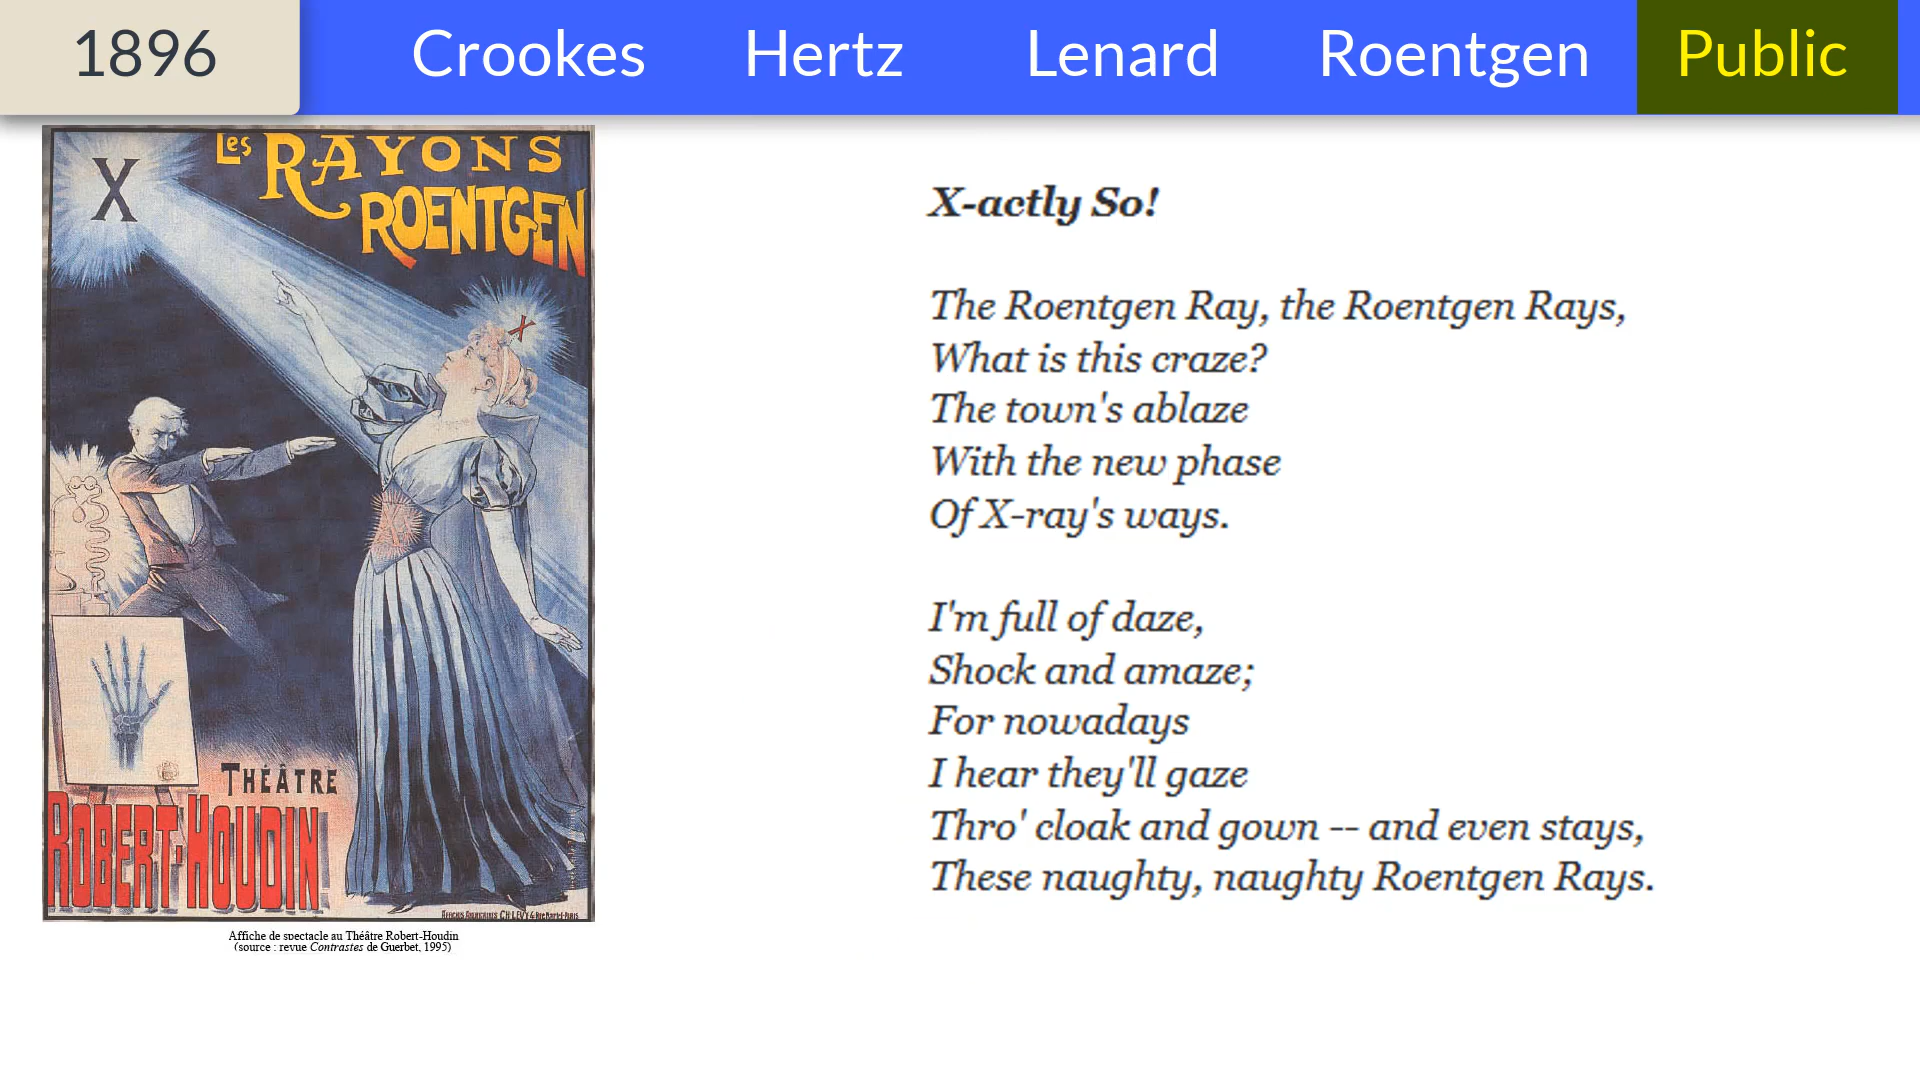 1896
Crookes Hertz Lenard Roentgen Public
X
Les
RAYONS
ROENTGEN
X
X
THÉÂTRE
ROBERT-HOUDIN
CH. LEVY
Affiche de spectacle au Théâtre Robert-Houdin
(source : revue Contrastes de Guerbet, 1995)
X-actly So!
The Roentgen Ray, the Roentgen Rays,
What is this craze?
The town's ablaze
With the new phase
Of X-ray's ways.
I'm full of daze,
Shock and amaze;
For nowadays
I hear they'll gaze
Thro' cloak and gown -- and even stays,
These naughty, naughty Roentgen Rays.